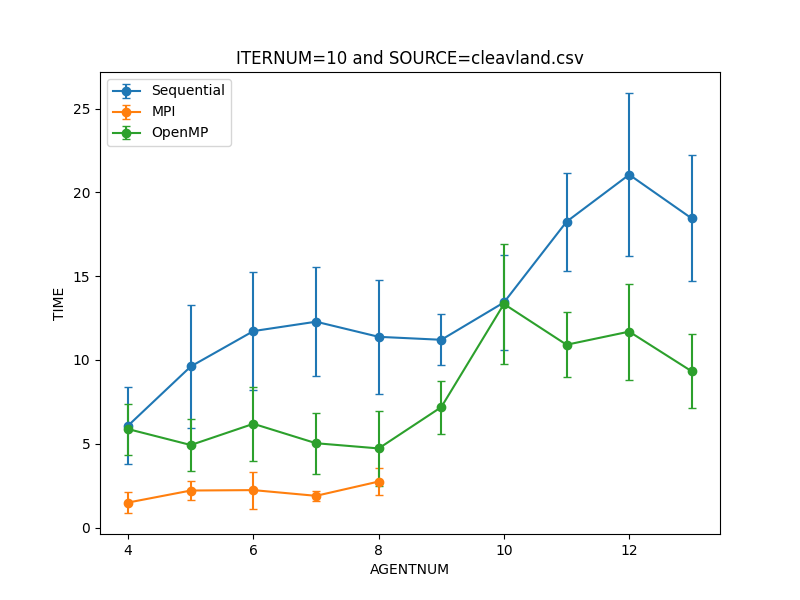 ITERNUM=10 and SOURCE=cleavland.csv
Sequential
MPI
OpenMP
25
20
15
10
5
0
TIME
4 6 8 10 12
AGENTNUM